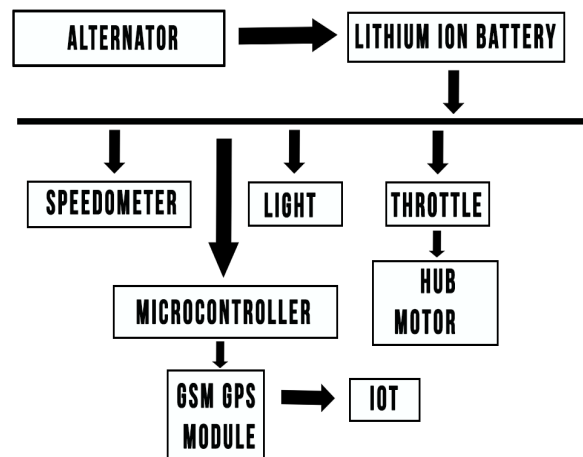 ALTERNATOR
LITHIUM ION BATTERY
SPEEDOMETER
LIGHT
THROTTLE
HUB
MOTOR
MICROCONTROLLER
GSM GPS
MODULE
IOT